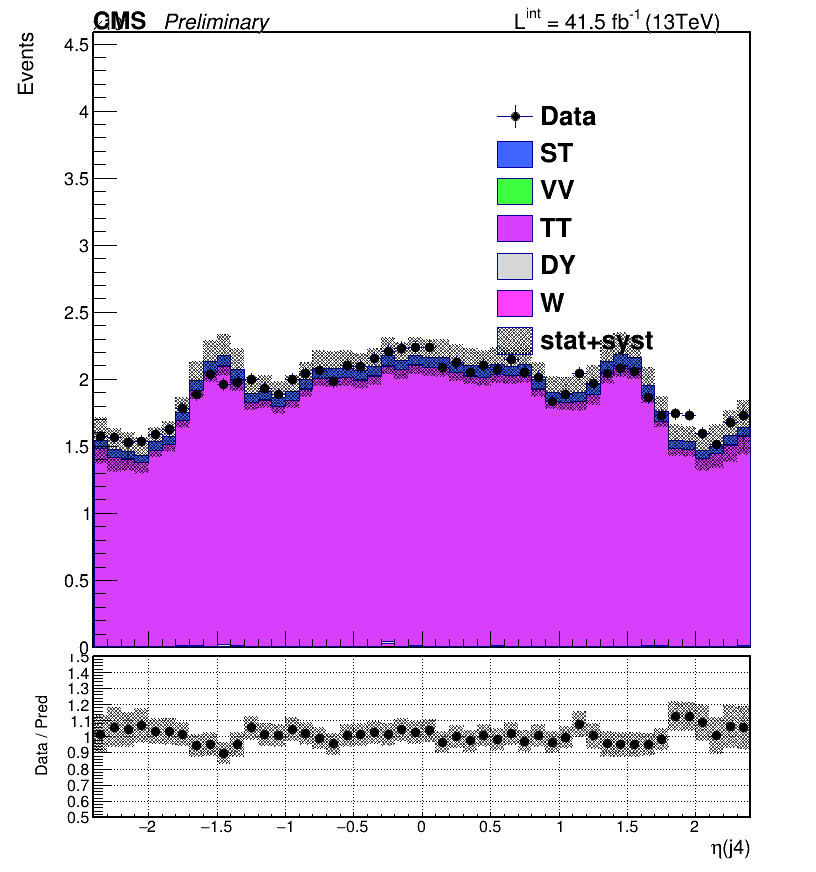 CMS Preliminary L^int = 41.5 fb^-1 (13TeV)
Events
4.5
4
3.5
3
2.5
2
1.5
1
0.5
0
Data
ST
VV
TT
DY
W
stat+syst
Data / Pred
1.5
1.4
1.3
1.2
1.1
1
0.9
0.8
0.7
0.6
0.5
−2 −1.5 −1 −0.5 0 0.5 1 1.5 2
η(j4)